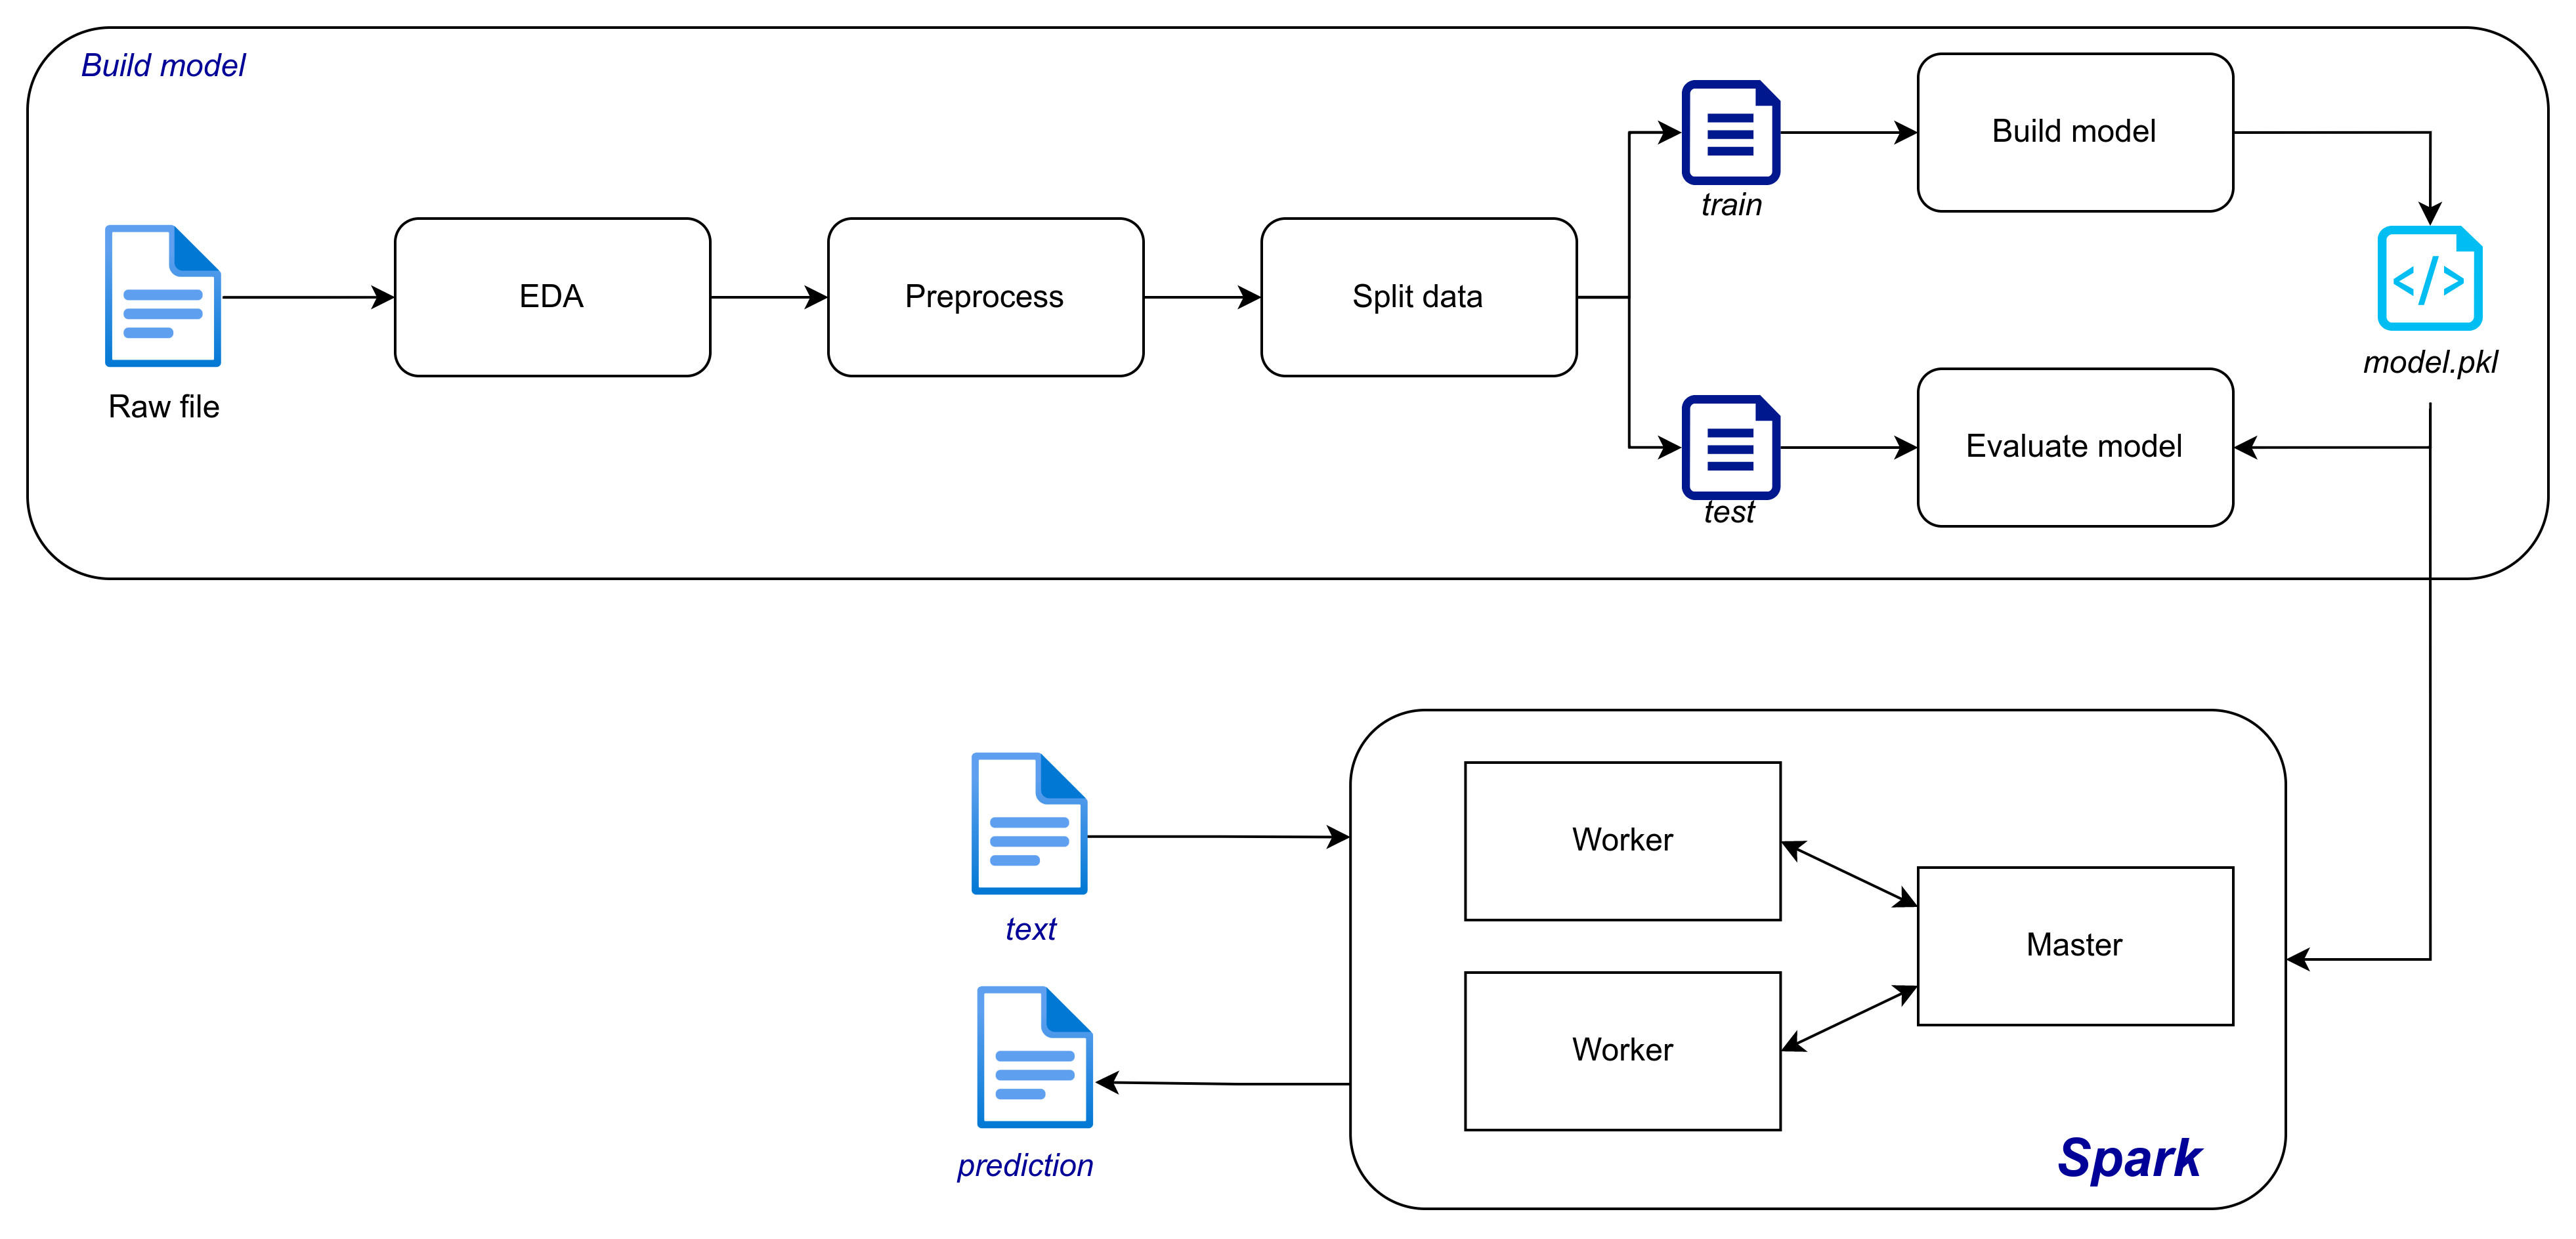 Build model
Raw file
EDA
Preprocess
Split data
train
test
Build model
Evaluate model
</>
model.pkl
text
prediction
Worker
Worker
Master
Spark